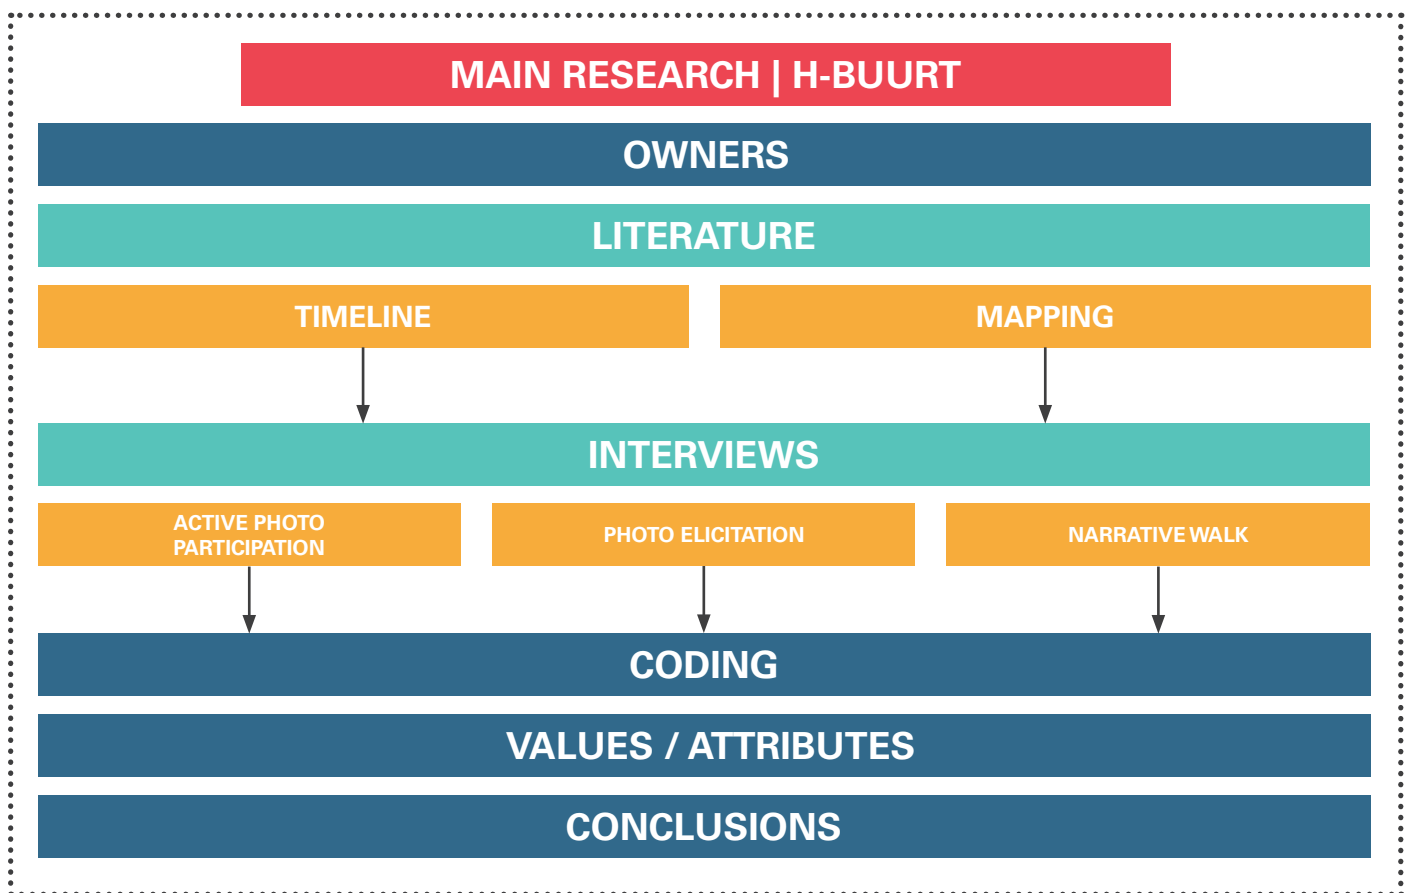 MAIN RESEARCH | H-BUURT
OWNERS
LITERATURE
TIMELINE
MAPPING
INTERVIEWS
ACTIVE PHOTO
PARTICIPATION
PHOTO ELICITATION
NARRATIVE WALK
CODING
VALUES / ATTRIBUTES
CONCLUSIONS